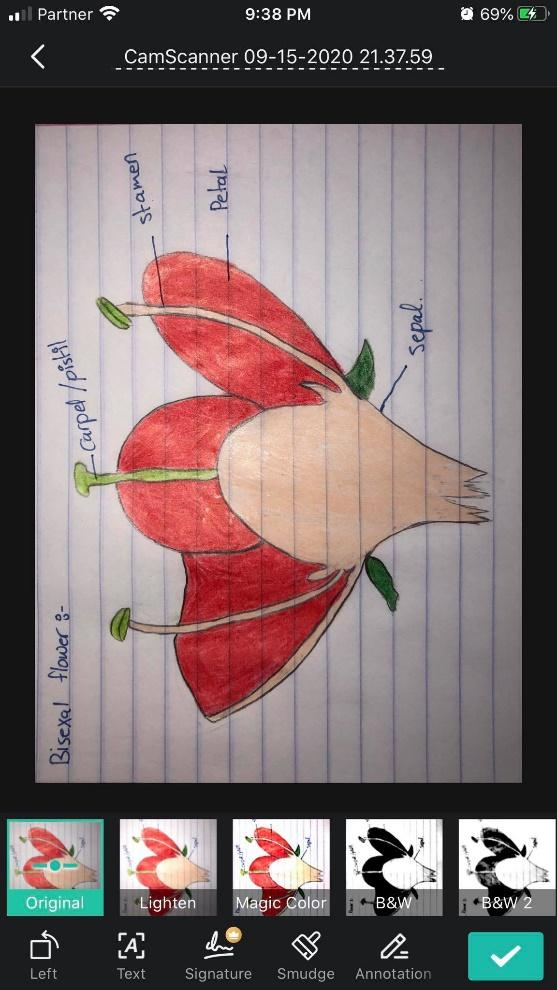 Partner
9:38 PM
69%
CamScanner 09-15-2020 21.37.59
Bisexal flower :-
carpel/pistil
stamen
Petal
sepal..
Original
Lighten
Magic Color
B&W
B&W 2
Left
A
Text
Signature
Smudge
Annotation